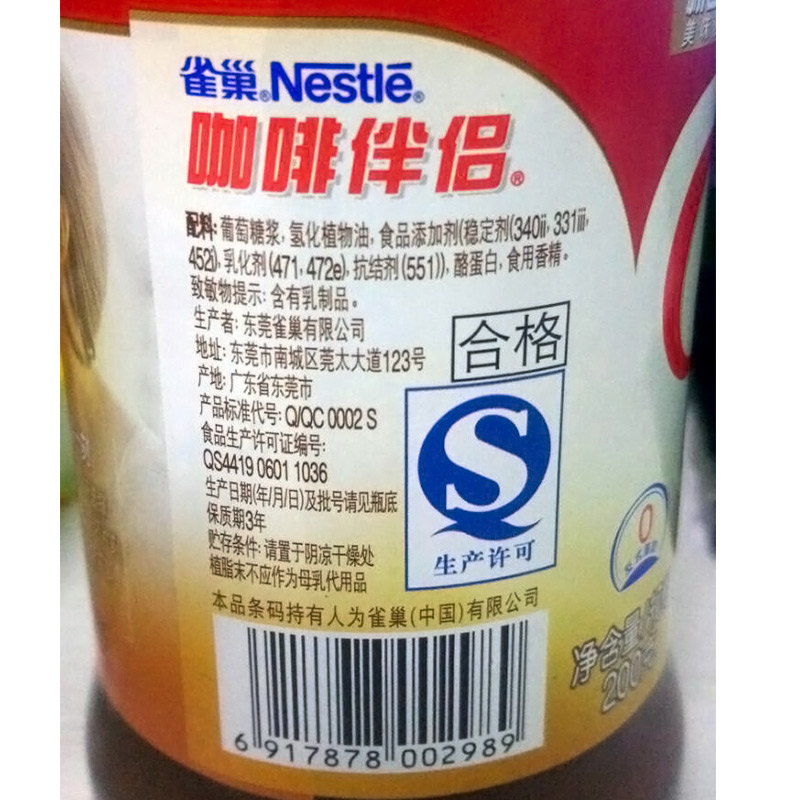 雀巢®Nestlé®
咖啡伴侣®
配料: 葡萄糖浆, 氢化植物油, 食品添加剂(稳定剂(340ii, 331iii,
452i), 乳化剂(471, 472e), 抗结剂(551)), 酪蛋白, 食用香精。
致敏物提示: 含有乳制品。
生产者: 东莞雀巢有限公司
地址: 东莞市南城区莞太大道123号
产地: 广东省东莞市
产品标准代号: Q/QC 0002 S
食品生产许可证编号:
QS4419 0601 1036
生产日期(年/月/日)及批号请见瓶底
保质期3年
贮存条件: 请置于阴凉干燥处
植脂末不应作为母乳代用品
合格
S
生产许可
本品条码持有人为雀巢(中国)有限公司
6 917878 002989
美味
0
净含量
200